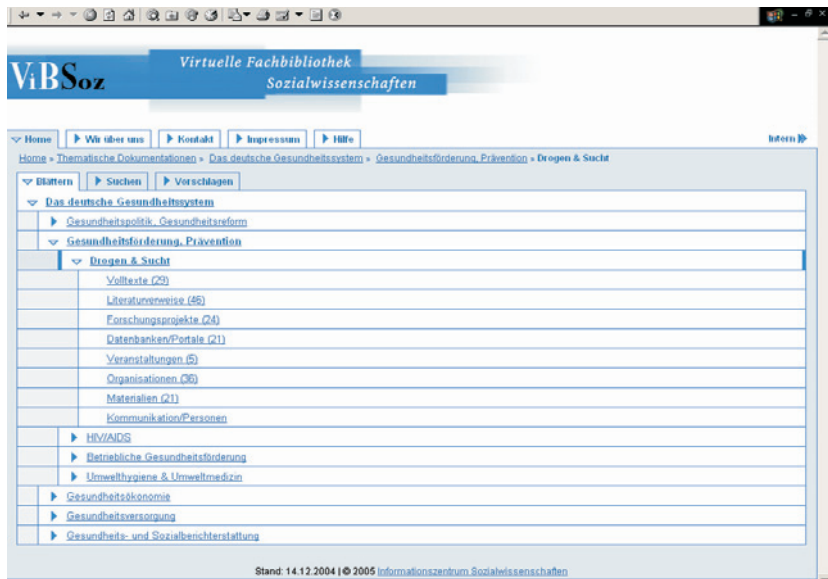 ViBSoz
Virtuelle Fachbibliothek
Sozialwissenschaften
Home Wir über uns Kontakt Impressum Hilfe Intern
Home » Thematische Dokumentationen » Das deutsche Gesundheitssystem » Gesundheitsförderung, Prävention » Drogen & Sucht
Blättern Suchen Vorschlagen
Das deutsche Gesundheitssystem
Gesundheitspolitik, Gesundheitsreform
Gesundheitsförderung, Prävention
Drogen & Sucht
Volltexte (29)
Literaturverweise (46)
Forschungsprojekte (24)
Datenbanken/Portale (21)
Veranstaltungen (5)
Organisationen (36)
Materialien (21)
Kommunikation/Personen
HIV/AIDS
Betriebliche Gesundheitsförderung
Umwelthygiene & Umweltmedizin
Gesundheitsökonomie
Gesundheitsversorgung
Gesundheits- und Sozialberichterstattung
Stand: 14.12.2004 | © 2005 Informationszentrum Sozialwissenschaften